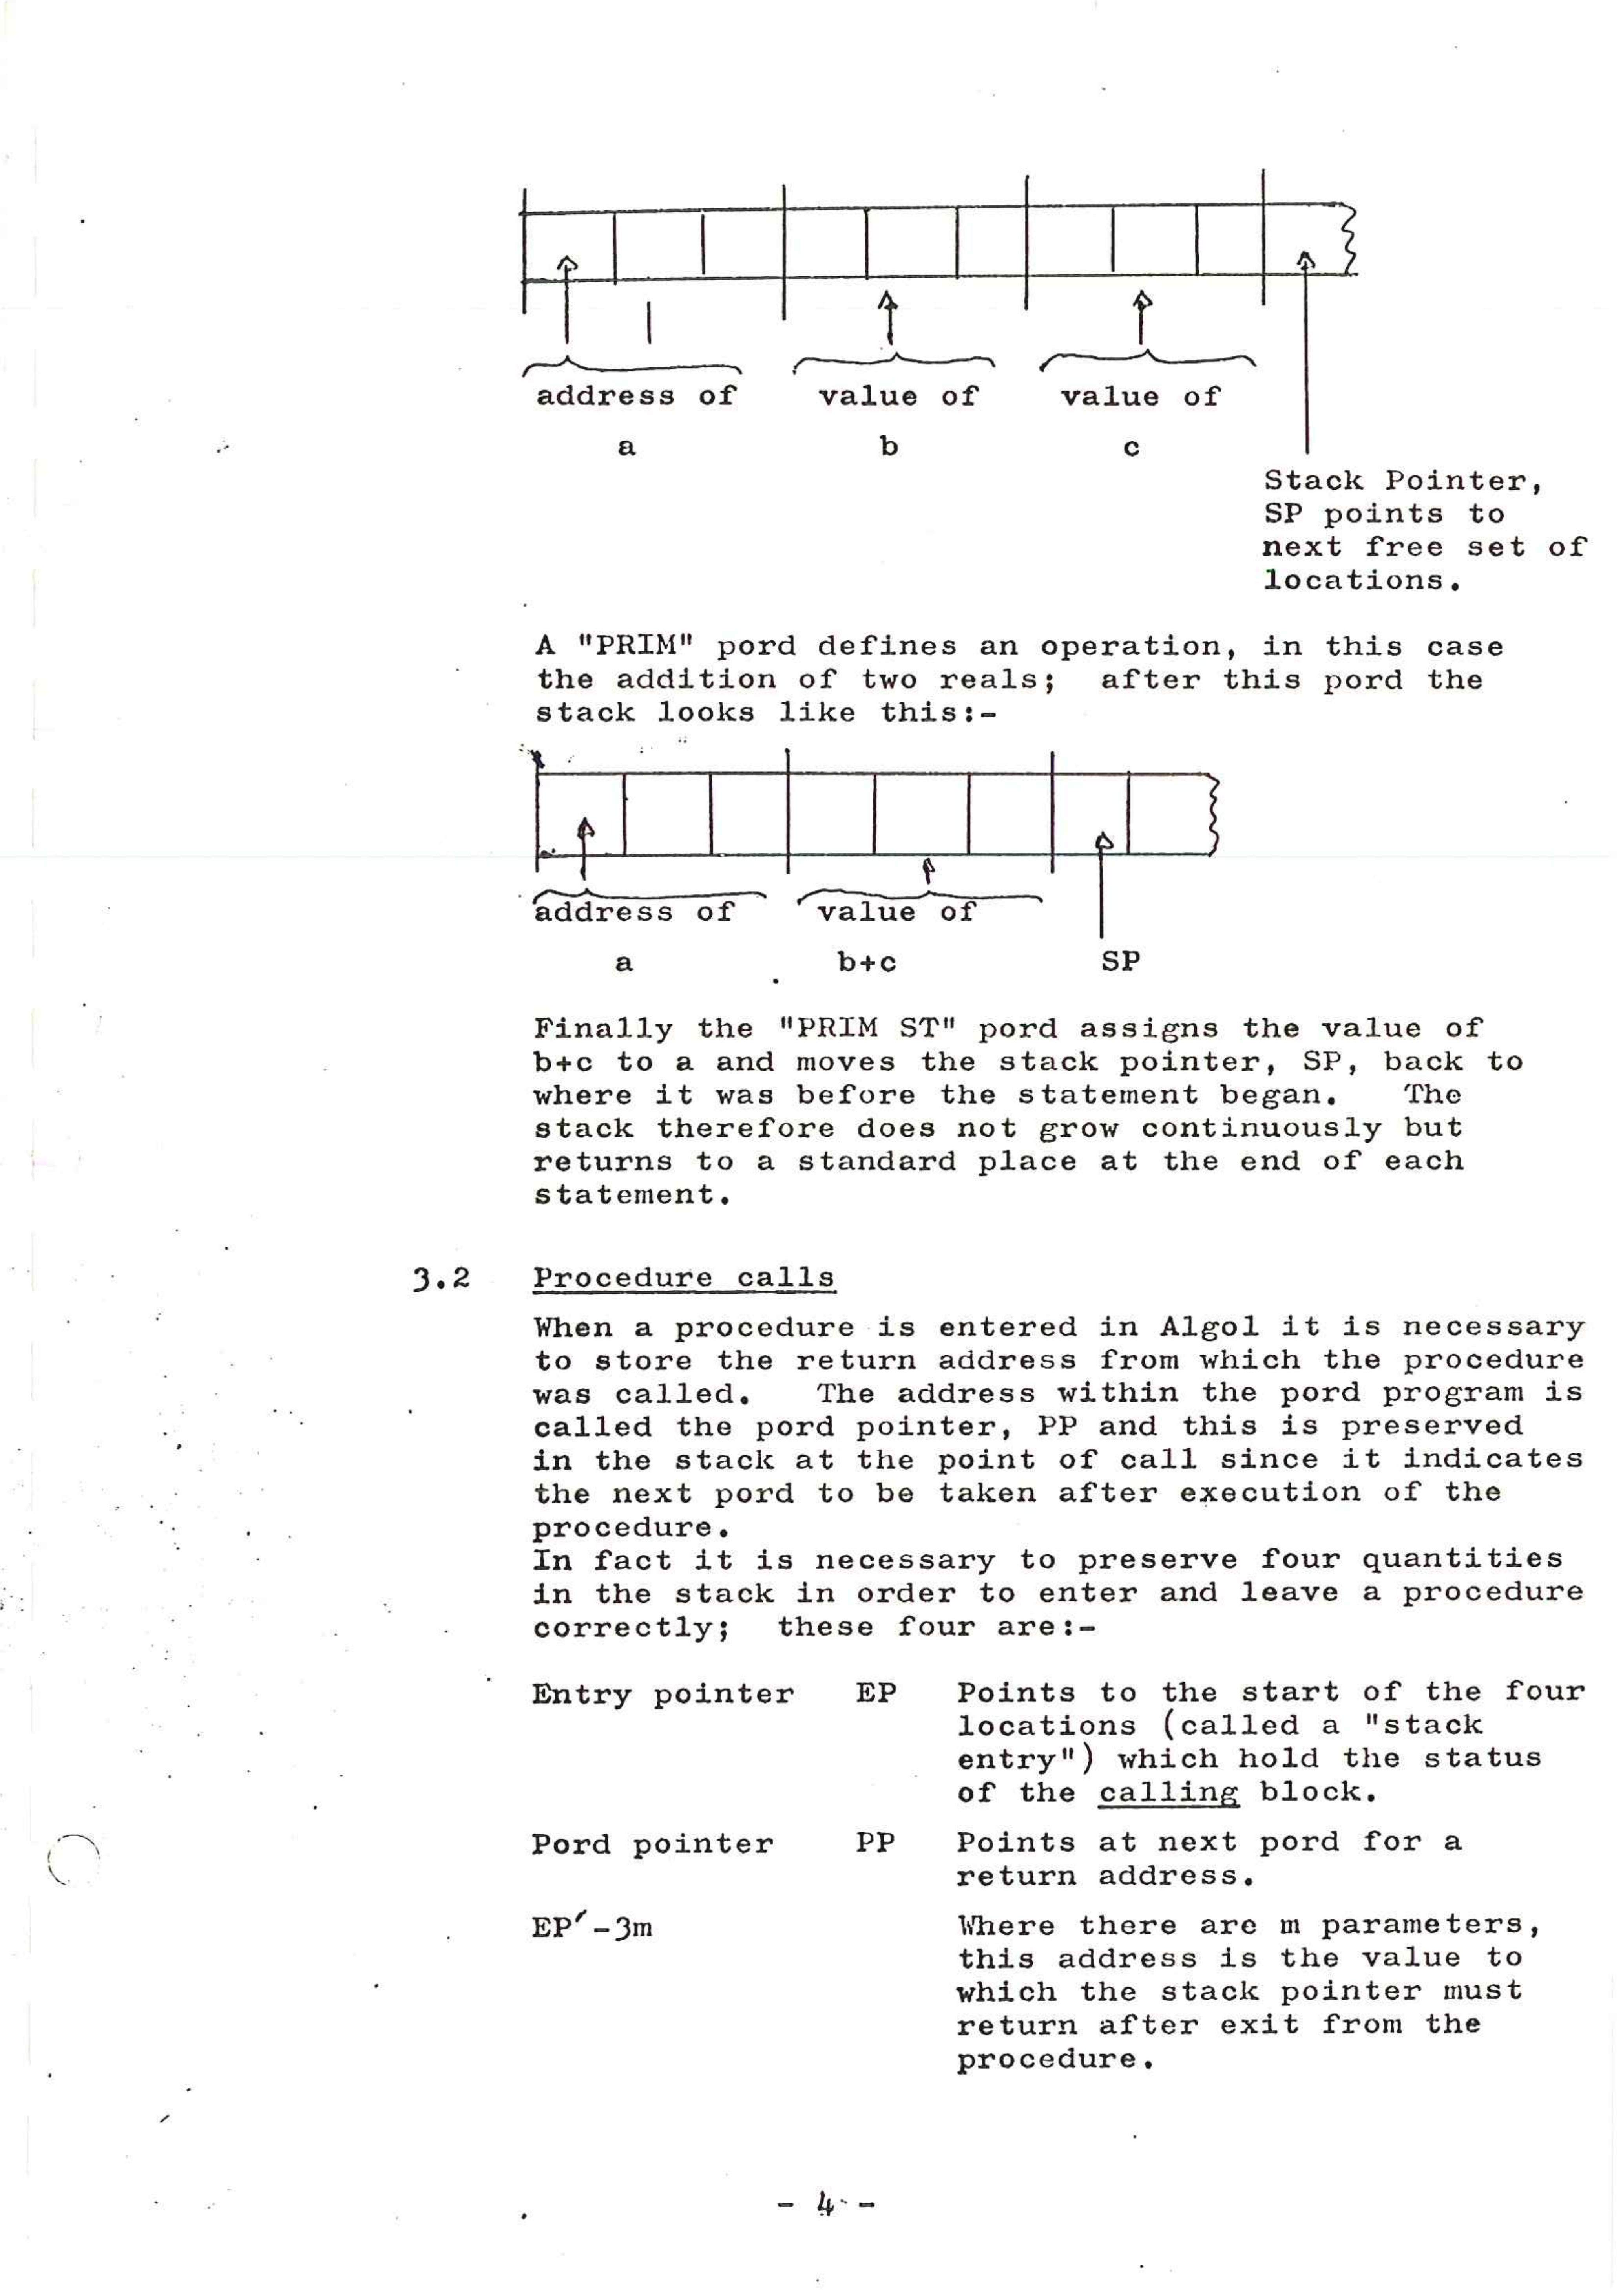 address of value of value of
a b c
Stack Pointer,
SP points to
next free set of
locations.
A "PRIM" pord defines an operation, in this case
the addition of two reals; after this pord the
stack looks like this:-
address of value of
a b+c SP
Finally the "PRIM ST" pord assigns the value of
b+c to a and moves the stack pointer, SP, back to
where it was before the statement began. The
stack therefore does not grow continuously but
returns to a standard place at the end of each
statement.
3.2 Procedure calls
When a procedure is entered in Algol it is necessary
to store the return address from which the procedure
was called. The address within the pord program is
called the pord pointer, PP and this is preserved
in the stack at the point of call since it indicates
the next pord to be taken after execution of the
procedure.
In fact it is necessary to preserve four quantities
in the stack in order to enter and leave a procedure
correctly; these four are:-
Entry pointer EP Points to the start of the four
locations (called a "stack
entry") which hold the status
of the calling block.
Pord pointer PP Points at next pord for a
return address.
EP′-3m Where there are m parameters,
this address is the value to
which the stack pointer must
return after exit from the
procedure.
- 4 -